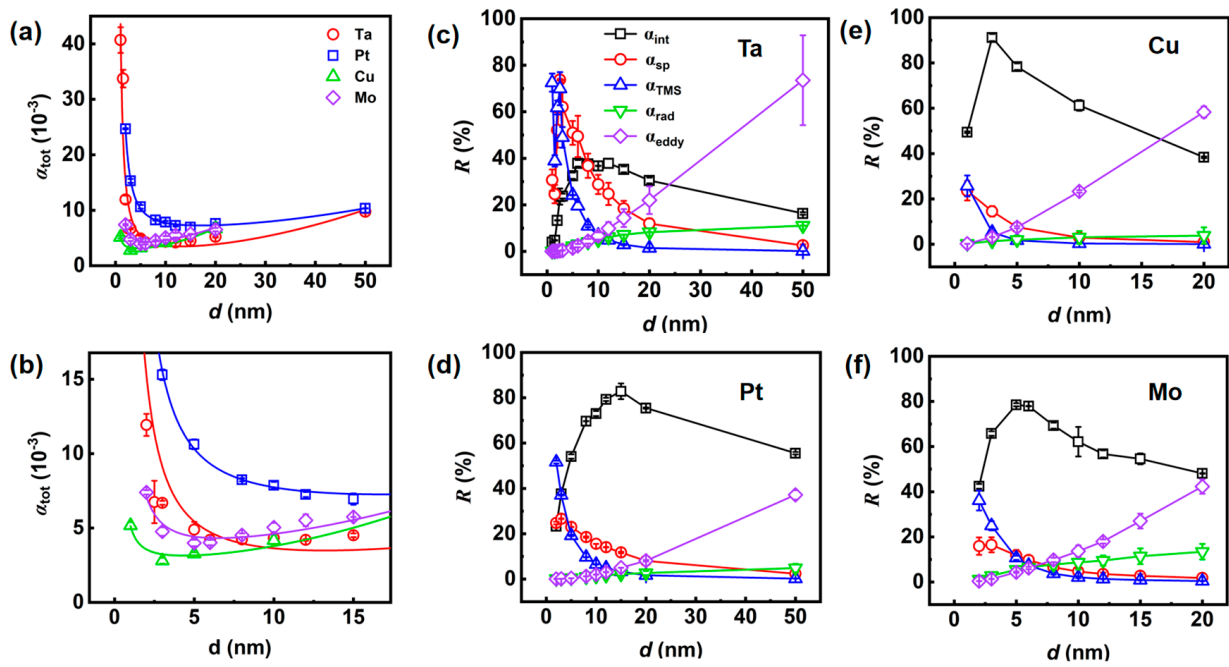 (a)
α_tot (10⁻³)
40
30
20
10
0
Ta
Pt
Cu
Mo
0 10 20 30 40 50
d (nm)
(b)
α_tot (10⁻³)
15
10
5
0
0 5 10 15
d (nm)
(c)
R (%)
100
80
60
40
20
0
α_int
α_sp
α_TMS
α_rad
α_eddy
Ta
0 10 20 30 40 50
d (nm)
(d)
R (%)
100
80
60
40
20
0
Pt
0 10 20 30 40 50
d (nm)
(e)
R (%)
100
80
60
40
20
0
Cu
0 5 10 15 20
d (nm)
(f)
R (%)
100
80
60
40
20
0
Mo
0 5 10 15 20
d (nm)